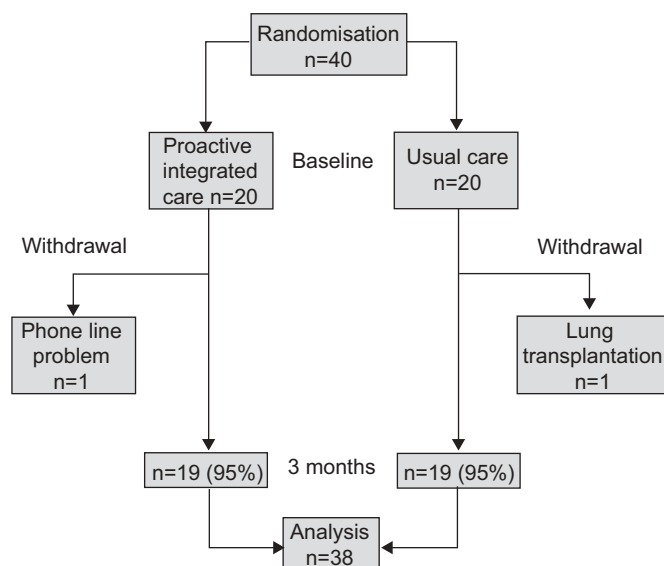 Randomisation
n=40
Proactive
integrated
care n=20
Baseline
Usual care
n=20
Withdrawal
Withdrawal
Phone line
problem
n=1
Lung
transplantation
n=1
n=19 (95%)
3 months
n=19 (95%)
Analysis
n=38